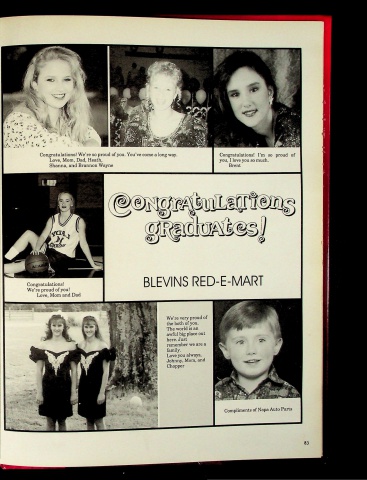 Congratulations! We're so proud of you. You've come a long way.
Love, Mom, Dad, Heath,
Shanna, and Brannon Wayne
Congratulations! I'm so proud of
you, I love you so much.
Brent
Congratulations!
We're proud of you!
Love, Mom and Dad
Congratulations
graduates!
BLEVINS RED-E-MART
We're very proud of
the both of you.
The world is an
awful big place out
here. Just
remember we are a
family.
Love you always,
Johnny, Mom, and
Chopper
Compliments of Napa Auto Parts
83